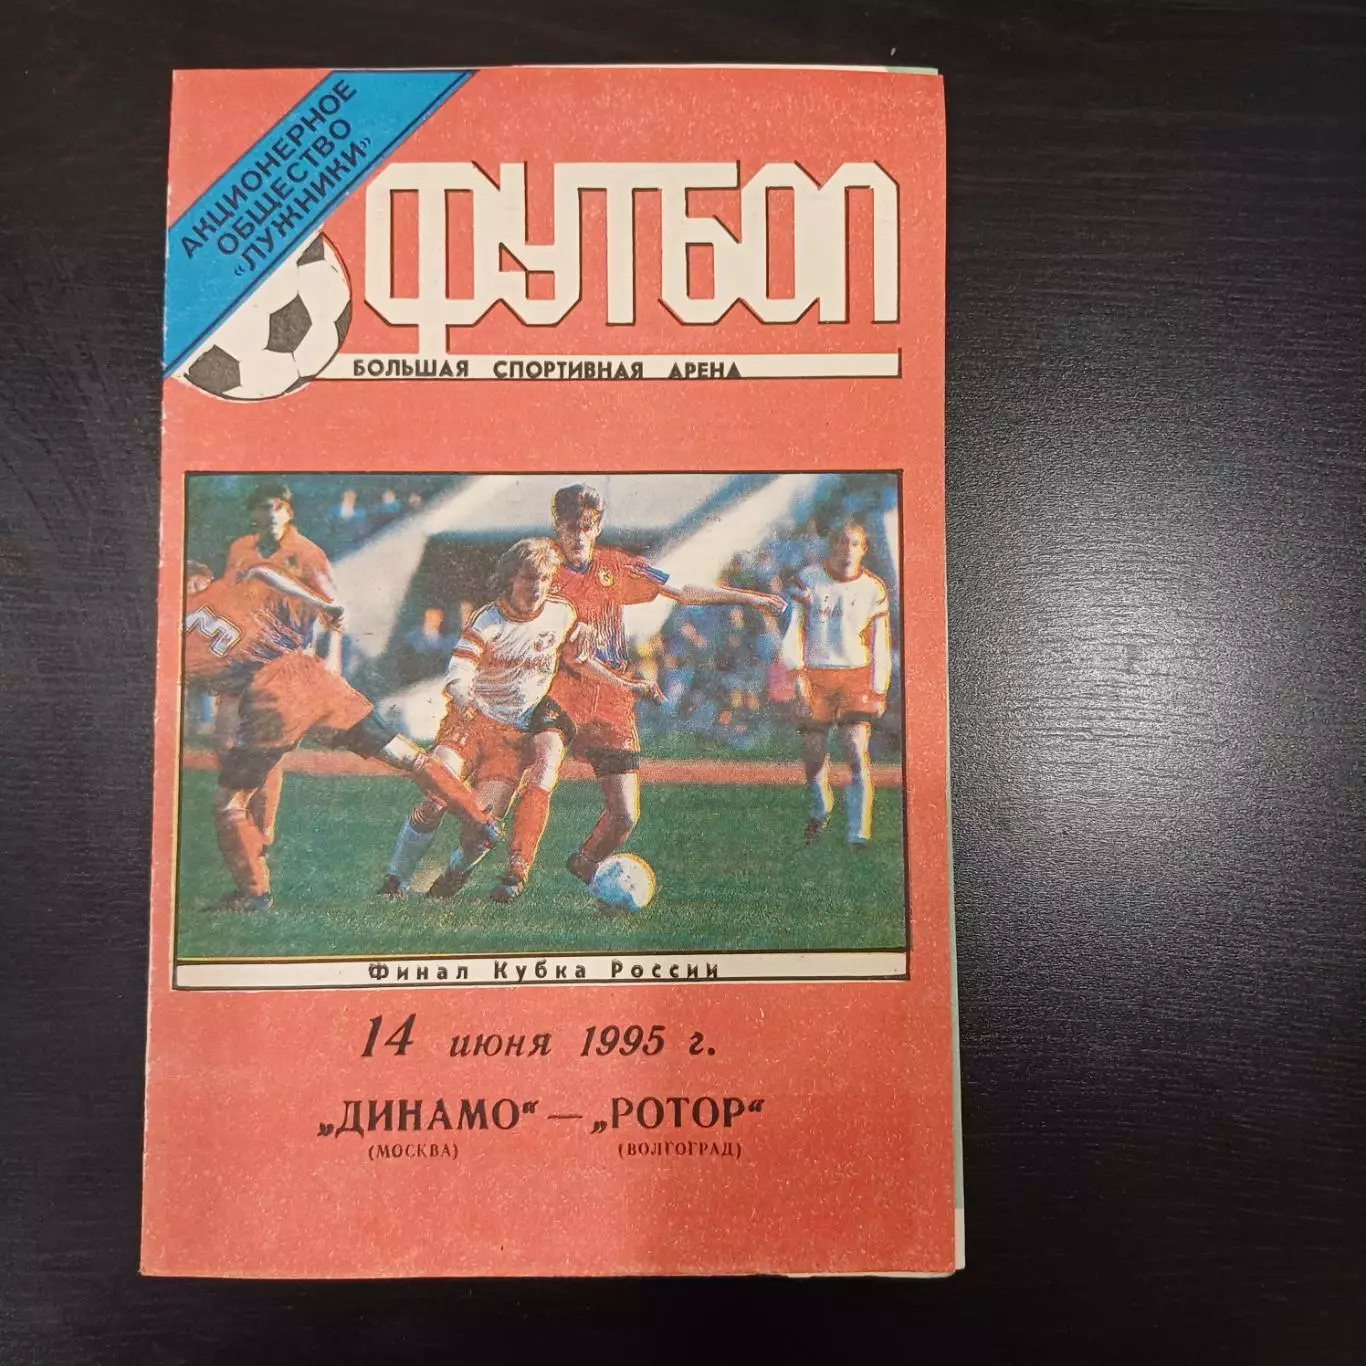 АКЦИОНЕРНОЕ
ОБЩЕСТВО
«ЛУЖНИКИ»
ФУТБОЛ
БОЛЬШАЯ СПОРТИВНАЯ АРЕНА
Финал Кубка России
14 июня 1995 г.
„ДИНАМО“ — „РОТОР“
(МОСКВА) (ВОЛГОГРАД)